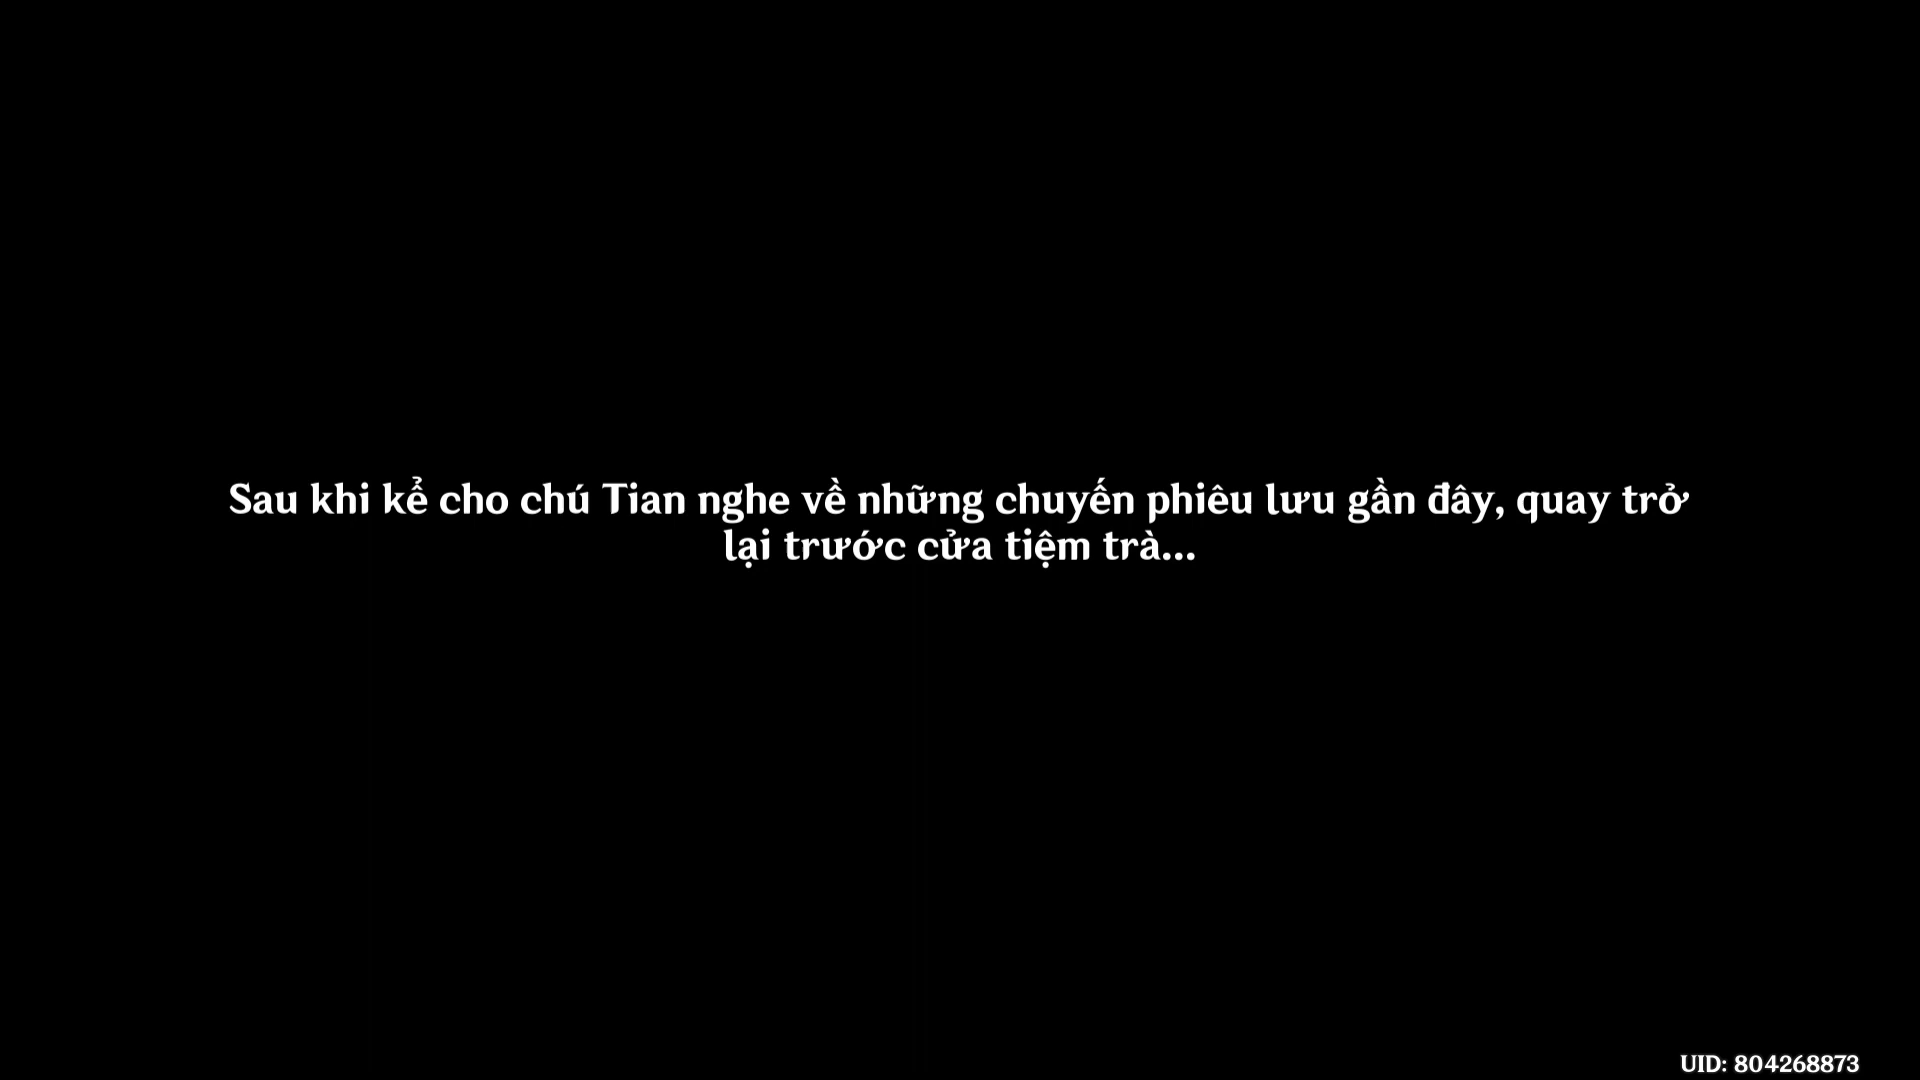 Sau khi kể cho chú Tian nghe về những chuyến phiêu lưu gần đây, quay trở
lại trước cửa tiệm trà...
UID: 804268873